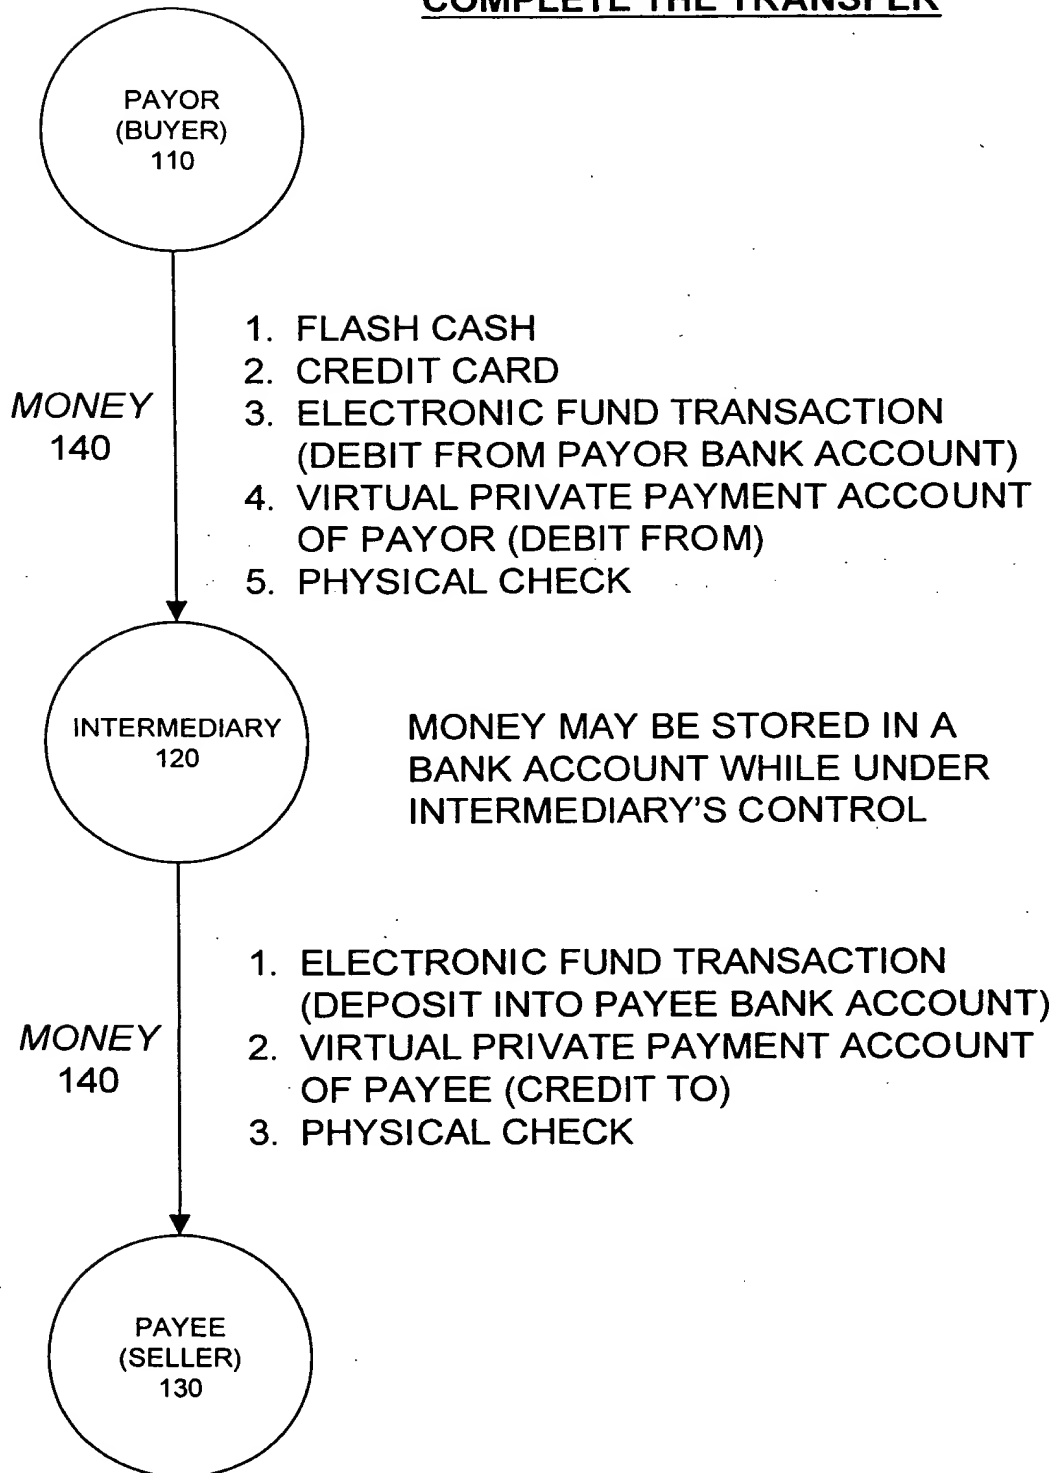 COMPLETE THE TRANSFER
PAYOR
(BUYER)
110
MONEY
140
1. FLASH CASH
2. CREDIT CARD
3. ELECTRONIC FUND TRANSACTION
(DEBIT FROM PAYOR BANK ACCOUNT)
4. VIRTUAL PRIVATE PAYMENT ACCOUNT
OF PAYOR (DEBIT FROM)
5. PHYSICAL CHECK
INTERMEDIARY
120
MONEY MAY BE STORED IN A
BANK ACCOUNT WHILE UNDER
INTERMEDIARY'S CONTROL
MONEY
140
1. ELECTRONIC FUND TRANSACTION
(DEPOSIT INTO PAYEE BANK ACCOUNT)
2. VIRTUAL PRIVATE PAYMENT ACCOUNT
OF PAYEE (CREDIT TO)
3. PHYSICAL CHECK
PAYEE
(SELLER)
130